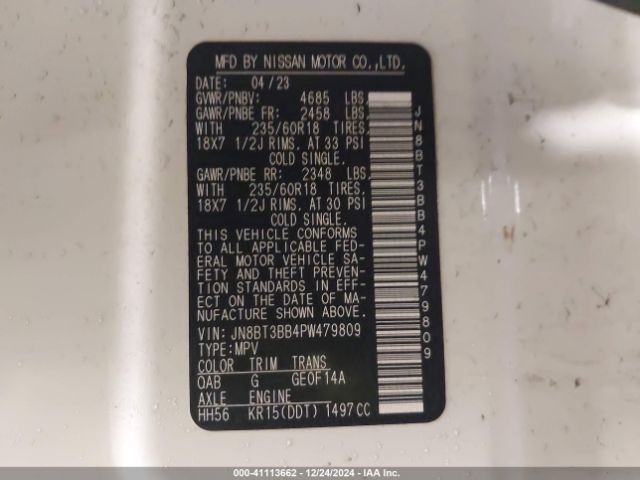 MFD BY NISSAN MOTOR CO.,LTD.
DATE: 04/23
GVWR/PNBV: 4685 LBS.
GAWR/PNBE FR: 2458 LBS.
WITH 235/60R18 TIRES,
18X7 1/2J RIMS, AT 33 PSI
COLD SINGLE.
GAWR/PNBE RR: 2348 LBS.
WITH 235/60R18 TIRES,
18X7 1/2J RIMS, AT 30 PSI
COLD SINGLE.
THIS VEHICLE CONFORMS
TO ALL APPLICABLE FED-
ERAL MOTOR VEHICLE SA-
FETY AND THEFT PREVEN-
TION STANDARDS IN EFF-
ECT ON THE DATE OF MA-
NUFACTURE SHOWN ABOVE.
VIN: JN8BT3BB4PW479809
TYPE:MPV
COLOR TRIM TRANS
QAB G GE0F14A
AXLE ENGINE
HH56 KR15(DDT) 1497CC
JN8BT3BB4PW479809
000-41113662 - 12/24/2024 - IAA Inc.